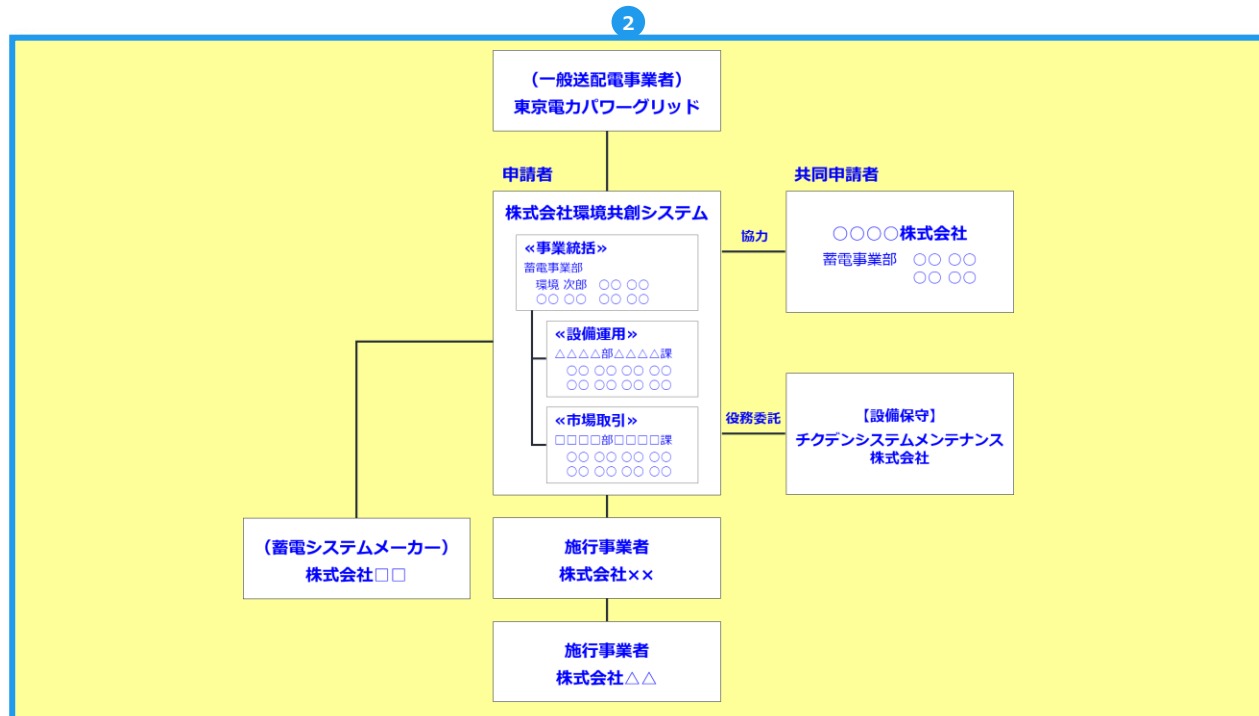 2
(一般送配電事業者)
東京電力パワーグリッド
申請者
株式会社環境共創システム
≪事業統括≫
蓄電事業部
環境 次郎 ○○ ○○
○○ ○○ ○○ ○○
≪設備運用≫
△△△△部△△△△課
○○ ○○ ○○ ○○
○○ ○○ ○○ ○○
≪市場取引≫
□□□□部□□□□課
○○ ○○ ○○ ○○
○○ ○○ ○○ ○○
協力
共同申請者
○○○○株式会社
蓄電事業部 ○○ ○○
○○ ○○
役務委託
【設備保守】
チクデンシステムメンテナンス
株式会社
(蓄電システムメーカー)
株式会社□□
施行事業者
株式会社××
施行事業者
株式会社△△